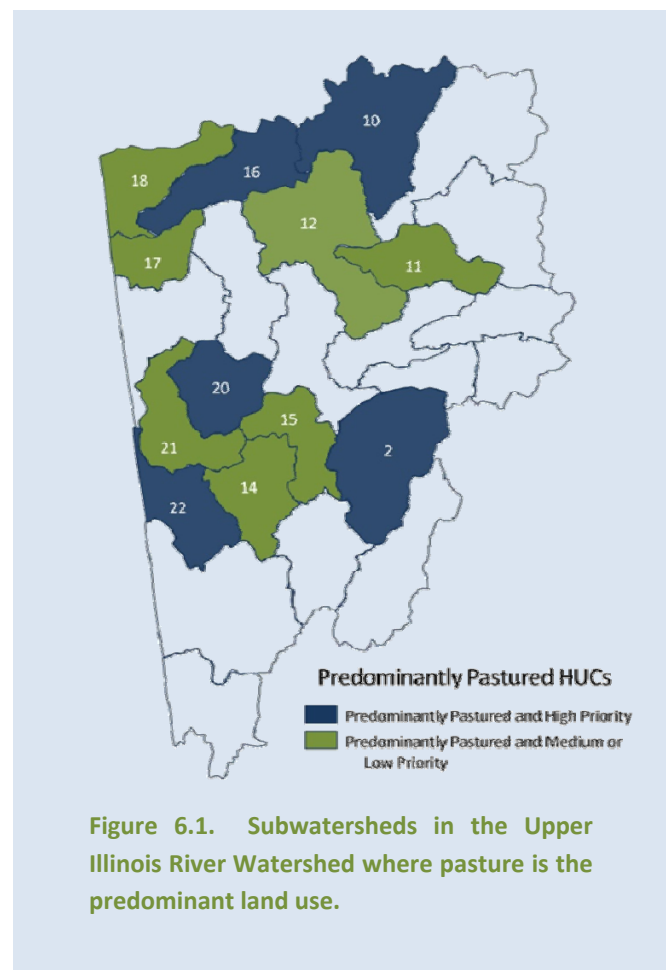 10
16
18
12
17
11
20
15
2
21
14
22
Predominantly Pastured HUCs
Predominantly Pastured and High Priority
Predominantly Pastured and Medium or
Low Priority
Figure 6.1. Subwatersheds in the Upper
Illinois River Watershed where pasture is the
predominant land use.